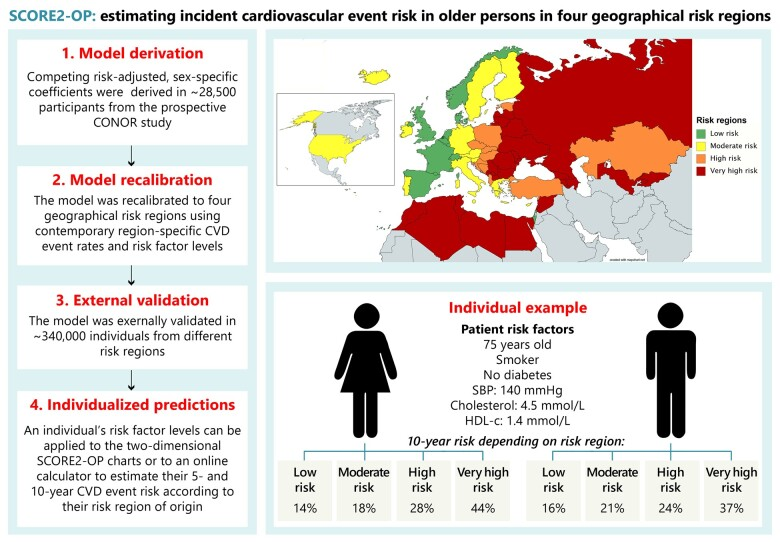 SCORE2-OP: estimating incident cardiovascular event risk in older persons in four geographical risk regions
1. Model derivation
Competing risk-adjusted, sex-specific
coefficients were derived in ~28,500
participants from the prospective
CONOR study
2. Model recalibration
The model was recalibrated to four
geographical risk regions using
contemporary region-specific CVD
event rates and risk factor levels
3. External validation
The model was exernally validated in
~340,000 individuals from different
risk regions
4. Individualized predictions
An individual's risk factor levels can be
applied to the two-dimensional
SCORE2-OP charts or to an online
calculator to estimate their 5- and
10-year CVD event risk according to
their risk region of origin
Risk regions
Low risk
Moderate risk
High risk
Very high risk
Individual example
Patient risk factors
75 years old
Smoker
No diabetes
SBP: 140 mmHg
Cholesterol: 4.5 mmol/L
HDL-c: 1.4 mmol/L
10-year risk depending on risk region:
Low risk
Moderate risk
High risk
Very high risk
14%
18%
28%
44%
Low risk
Moderate risk
High risk
Very high risk
16%
21%
24%
37%